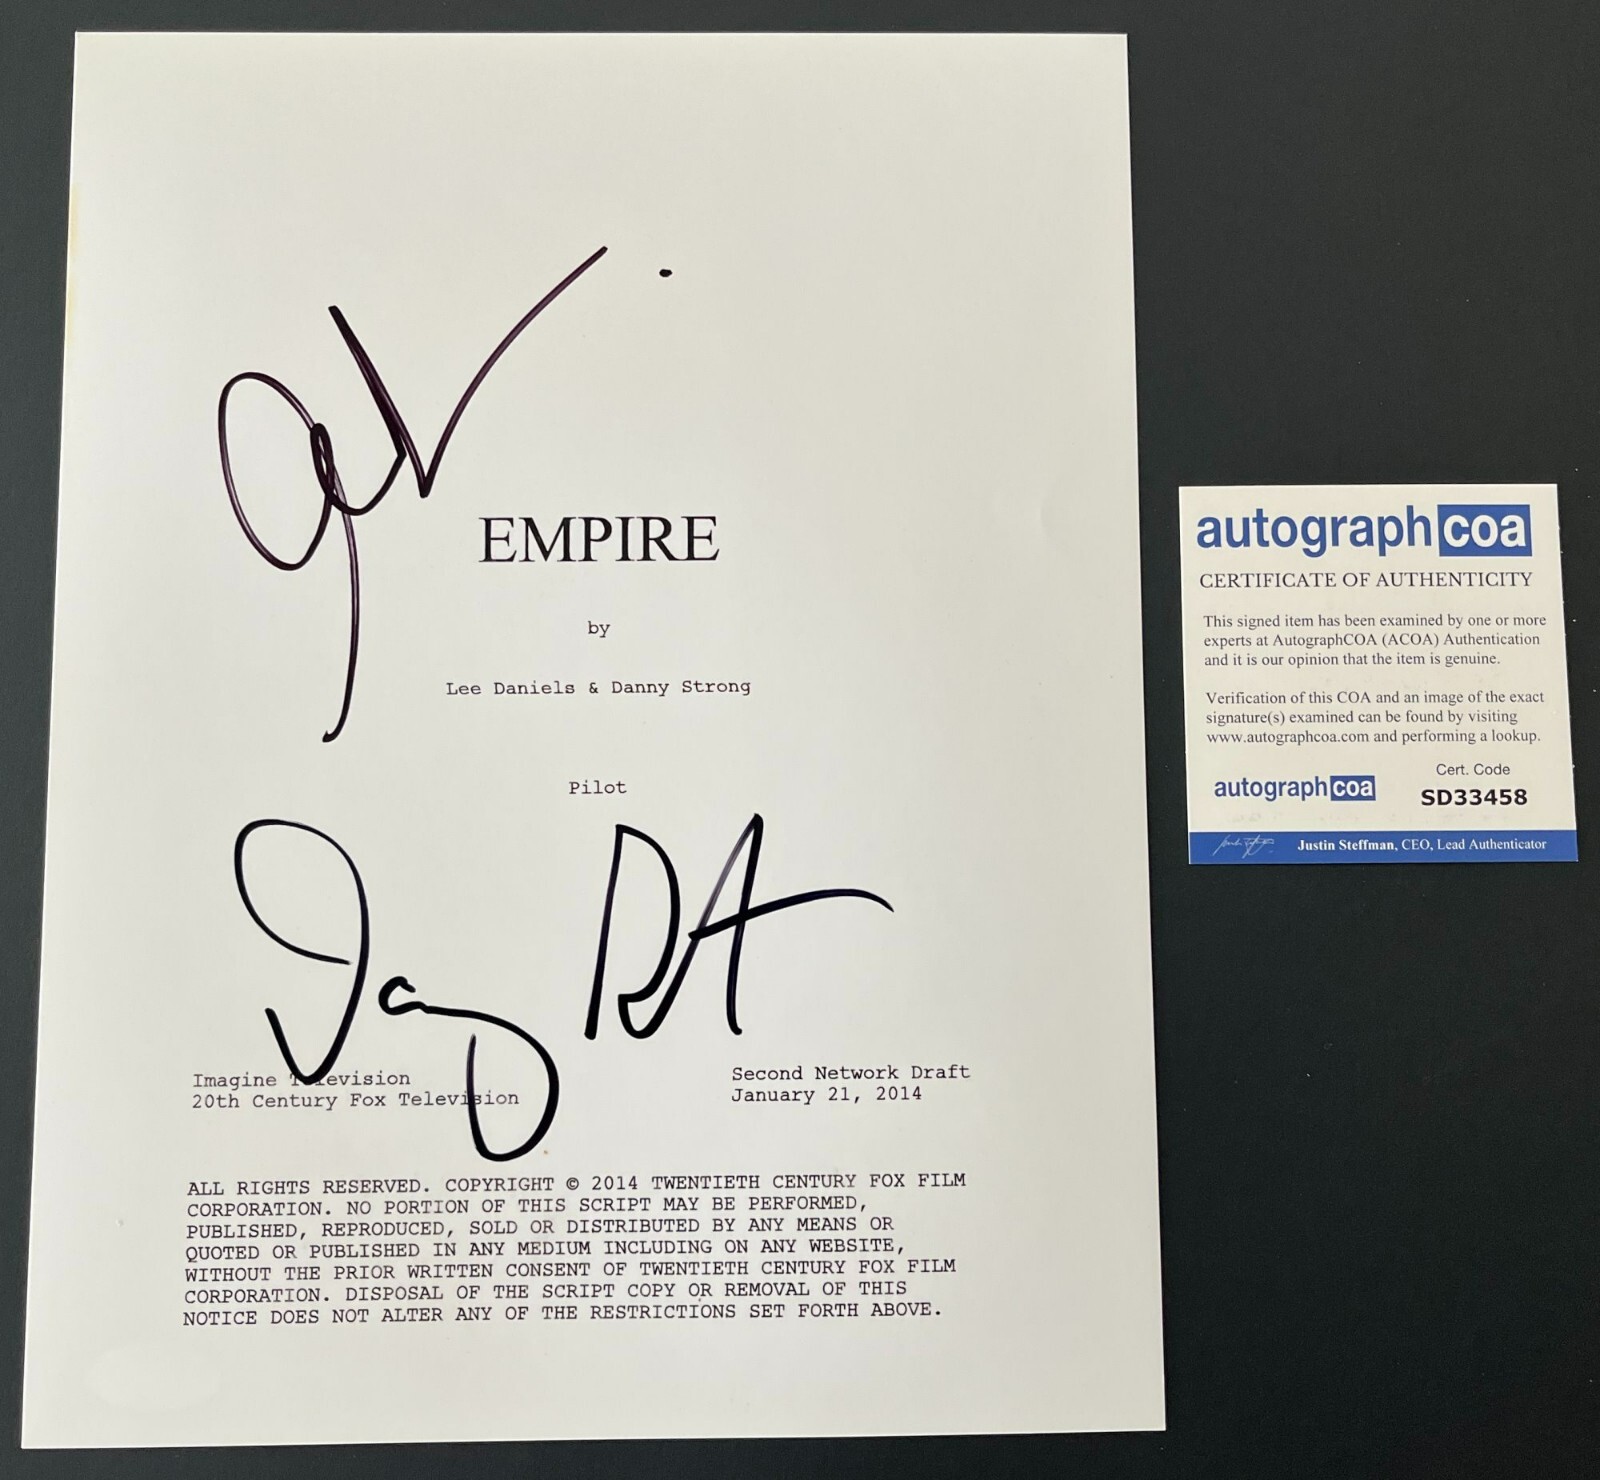 EMPIRE
by
Lee Daniels & Danny Strong
Pilot
Imagine Television
20th Century Fox Television
Second Network Draft
January 21, 2014
ALL RIGHTS RESERVED. COPYRIGHT © 2014 TWENTIETH CENTURY FOX FILM
CORPORATION. NO PORTION OF THIS SCRIPT MAY BE PERFORMED,
PUBLISHED, REPRODUCED, SOLD OR DISTRIBUTED BY ANY MEANS OR
QUOTED OR PUBLISHED IN ANY MEDIUM INCLUDING ON ANY WEBSITE,
WITHOUT THE PRIOR WRITTEN CONSENT OF TWENTIETH CENTURY FOX FILM
CORPORATION. DISPOSAL OF THE SCRIPT COPY OR REMOVAL OF THIS
NOTICE DOES NOT ALTER ANY OF THE RESTRICTIONS SET FORTH ABOVE.
autographcoa
CERTIFICATE OF AUTHENTICITY
This signed item has been examined by one or more
experts at AutographCOA (ACOA) Authentication
and it is our opinion that the item is genuine.
Verification of this COA and an image of the exact
signature(s) examined can be found by visiting
www.autographcoa.com and performing a lookup.
autographcoa
Cert. Code
SD33458
Justin Steffman, CEO, Lead Authenticator